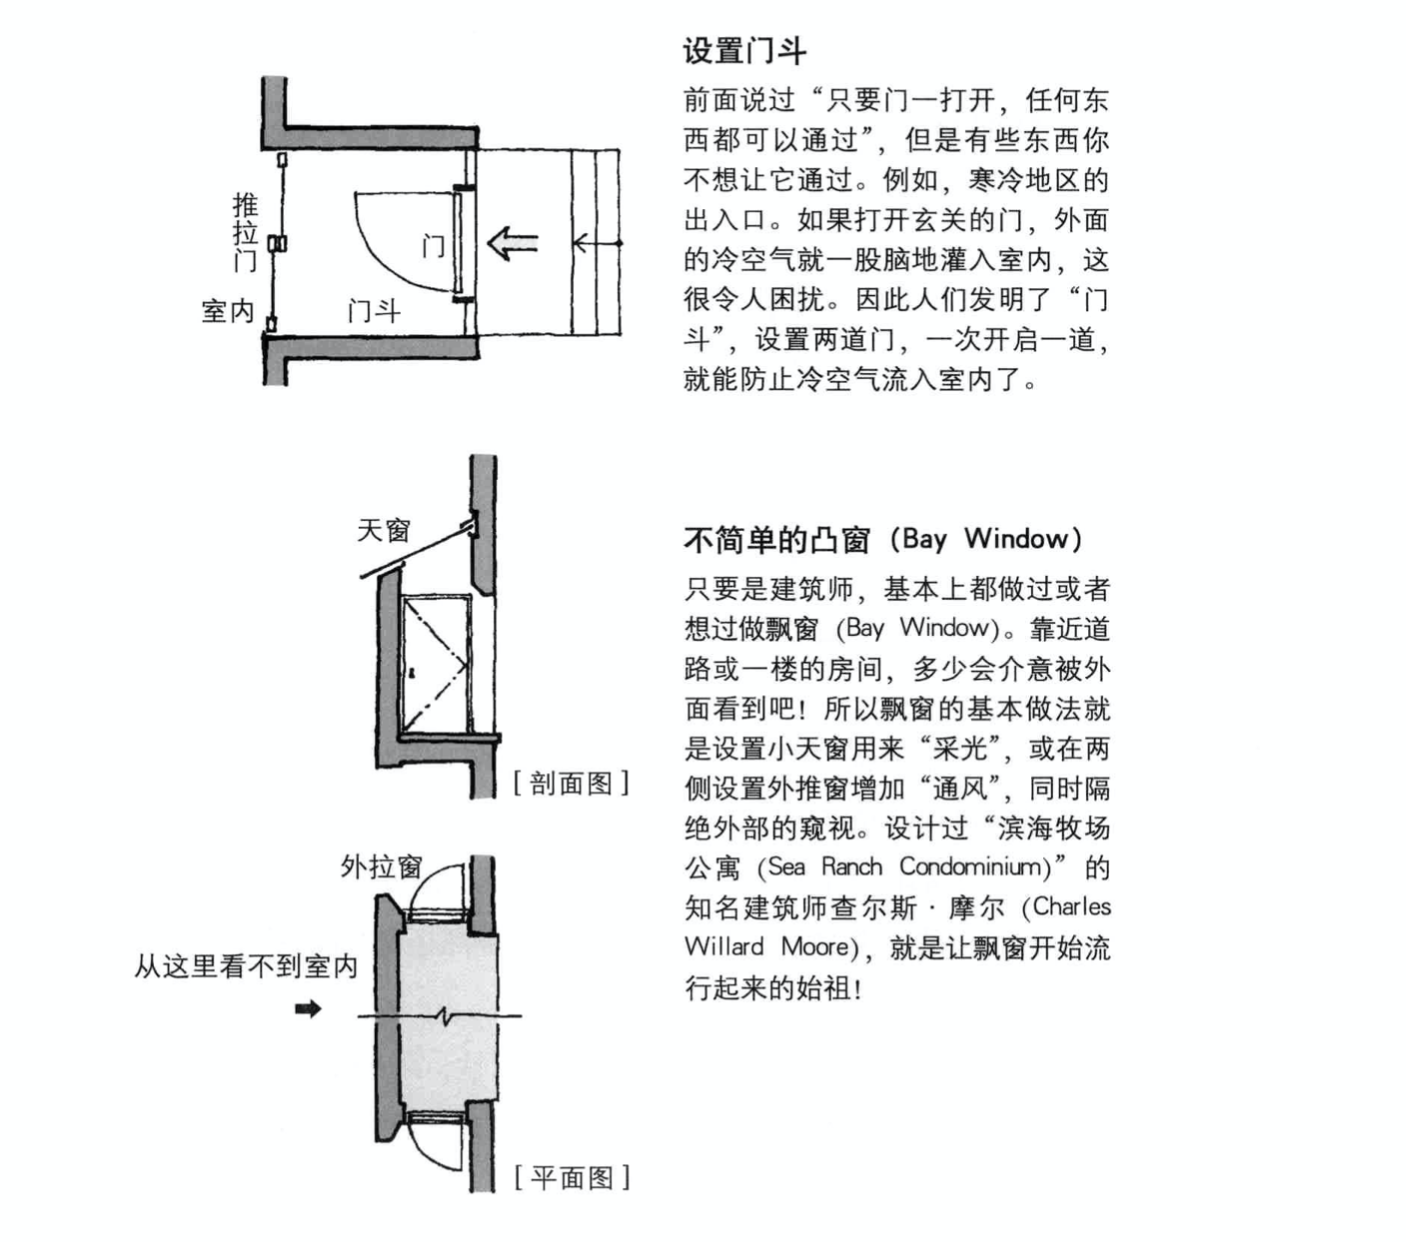 设置门斗
前面说过“只要门一打开，任何东
西都可以通过”，但是有些东西你
不想让它通过。例如，寒冷地区的
出入口。如果打开玄关的门，外面
的冷空气就一股脑地灌入室内，这
很令人困扰。因此人们发明了“门
斗”，设置两道门，一次开启一道，
就能防止冷空气流入室内了。
推拉门
门
室内
门斗
不简单的凸窗（Bay Window）
只要是建筑师，基本上都做过或者
想过做飘窗（Bay Window）。靠近道
路或一楼的房间，多少会介意被外
面看到吧！所以飘窗的基本做法就
是设置小天窗用来“采光”，或在两
侧设置外推窗增加“通风”，同时隔
绝外部的窥视。设计过“滨海牧场
公寓（Sea Ranch Condominium）”的
知名建筑师查尔斯·摩尔（Charles
Willard Moore），就是让飘窗开始流
行起来的始祖！
天窗
[剖面图]
外拉窗
从这里看不到室内
[平面图]